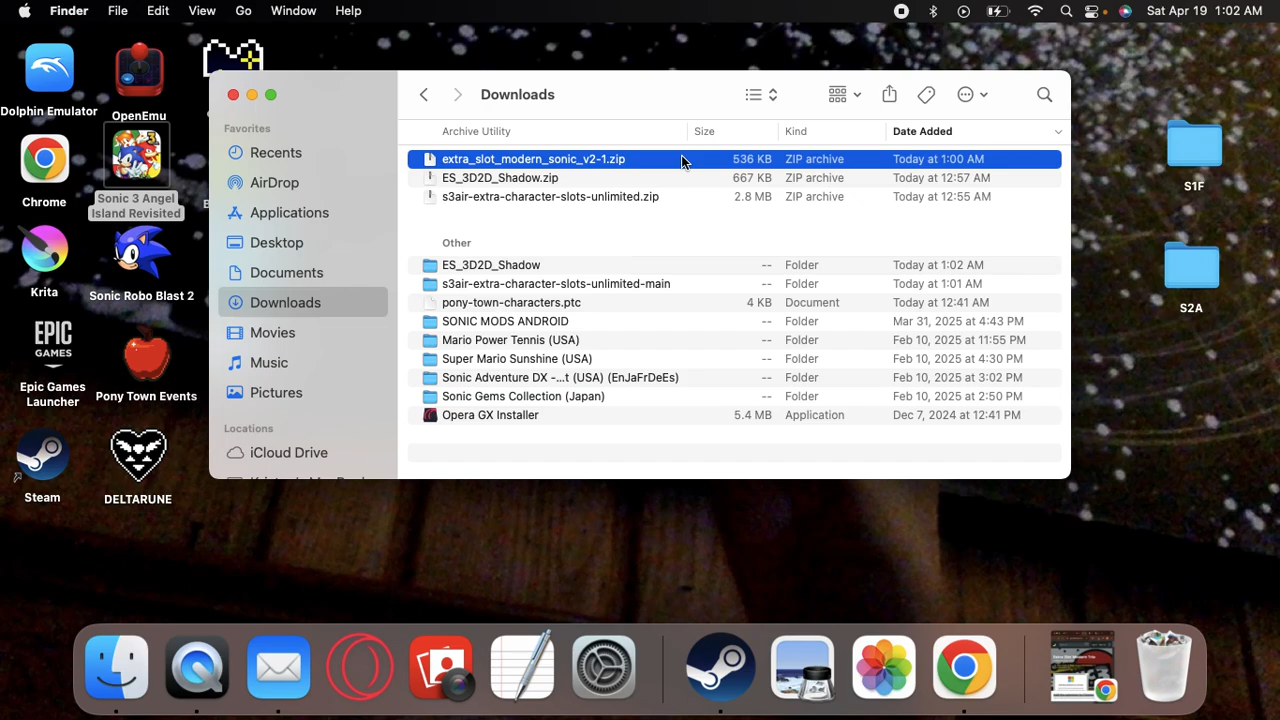 Finder File Edit View Go Window Help Sat Apr 19 1:02 AM
Dolphin Emulator
OpenEmu
Chrome
Sonic 3 Angel
Island Revisited
Krita
Sonic Robo Blast 2
EPIC
GAMES
Epic Games
Launcher
Pony Town Events
Steam
DELTARUNE
S1F
S2A
Favorites
Recents
AirDrop
Applications
Desktop
Documents
Downloads
Movies
Music
Pictures
Locations
iCloud Drive
Downloads
Archive Utility Size Kind Date Added
extra_slot_modern_sonic_v2-1.zip 536 KB ZIP archive Today at 1:00 AM
ES_3D2D_Shadow.zip 667 KB ZIP archive Today at 12:57 AM
s3air-extra-character-slots-unlimited.zip 2.8 MB ZIP archive Today at 12:55 AM
Other
ES_3D2D_Shadow -- Folder Today at 1:02 AM
s3air-extra-character-slots-unlimited-main -- Folder Today at 1:01 AM
pony-town-characters.ptc 4 KB Document Today at 12:41 AM
SONIC MODS ANDROID -- Folder Mar 31, 2025 at 4:43 PM
Mario Power Tennis (USA) -- Folder Feb 10, 2025 at 11:55 PM
Super Mario Sunshine (USA) -- Folder Feb 10, 2025 at 4:30 PM
Sonic Adventure DX -...t (USA) (EnJaFrDeEs) -- Folder Feb 10, 2025 at 3:02 PM
Sonic Gems Collection (Japan) -- Folder Feb 10, 2025 at 2:50 PM
Opera GX Installer 5.4 MB Application Dec 7, 2024 at 12:41 PM